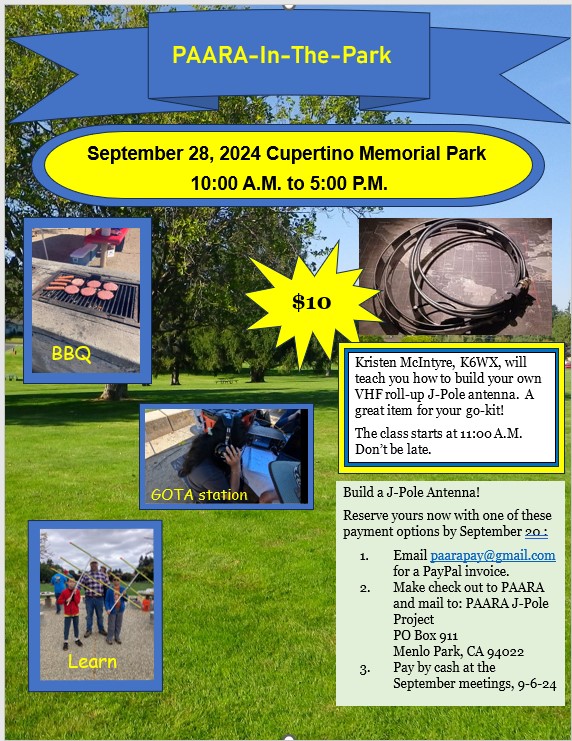 PAARA-In-The-Park
September 28, 2024 Cupertino Memorial Park
10:00 A.M. to 5:00 P.M.
BBQ
$10
Kristen McIntyre, K6WX, will
teach you how to build your own
VHF roll-up J-Pole antenna. A
great item for your go-kit!
The class starts at 11:00 A.M.
Don't be late.
GOTA station
Build a J-Pole Antenna!
Reserve yours now with one of these
payment options by September 20 :
1. Email paarapay@gmail.com
for a PayPal invoice.
2. Make check out to PAARA
and mail to: PAARA J-Pole
Project
PO Box 911
Menlo Park, CA 94022
3. Pay by cash at the
September meetings, 9-6-24
Learn